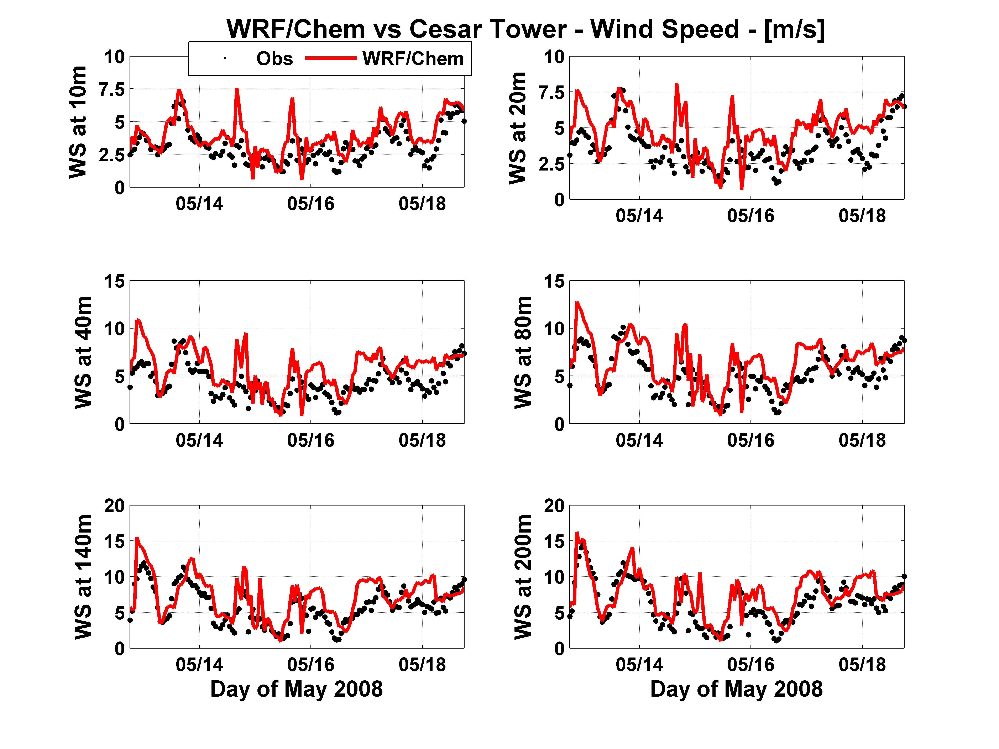 WRF/Chem vs Cesar Tower - Wind Speed - [m/s]
Obs WRF/Chem
WS at 10m
10
7.5
5
2.5
0
05/14 05/16 05/18
WS at 20m
10
7.5
5
2.5
0
05/14 05/16 05/18
WS at 40m
15
10
5
0
05/14 05/16 05/18
WS at 80m
15
10
5
0
05/14 05/16 05/18
WS at 140m
20
15
10
5
0
05/14 05/16 05/18
Day of May 2008
WS at 200m
20
15
10
5
0
05/14 05/16 05/18
Day of May 2008